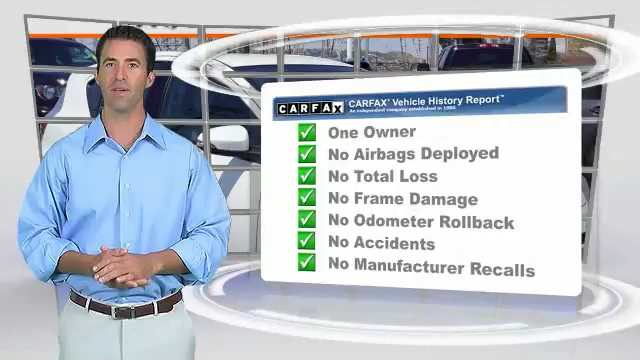 CARFAX CARFAX® Vehicle History Report™
An independent company established in 1986
One Owner
No Airbags Deployed
No Total Loss
No Frame Damage
No Odometer Rollback
No Accidents
No Manufacturer Recalls